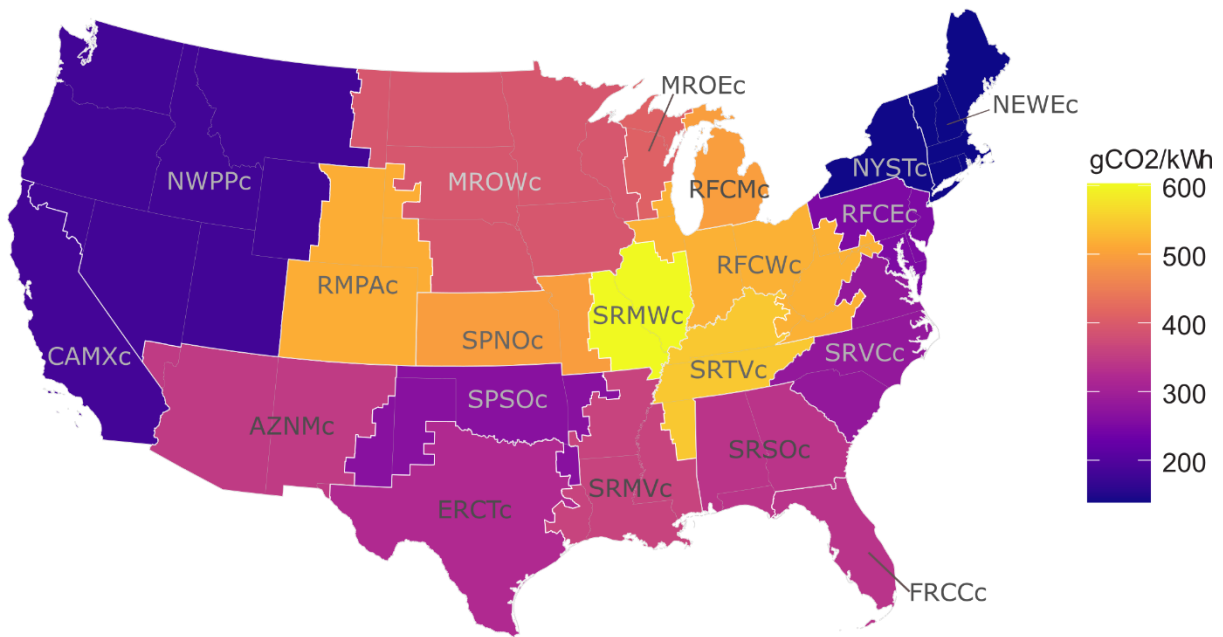 MROEc
NEWEc
gCO2/kWh
NWPPc
MROWc
RFCMc
NYSTc
600
RFCEc
500
RMPAc
RFCWc
SRMWc
400
SPNOc
CAMXc
SRTVc
SRVCc
300
SPSOc
AZNMc
SRSOc
200
SRMVc
ERCTc
FRCCc